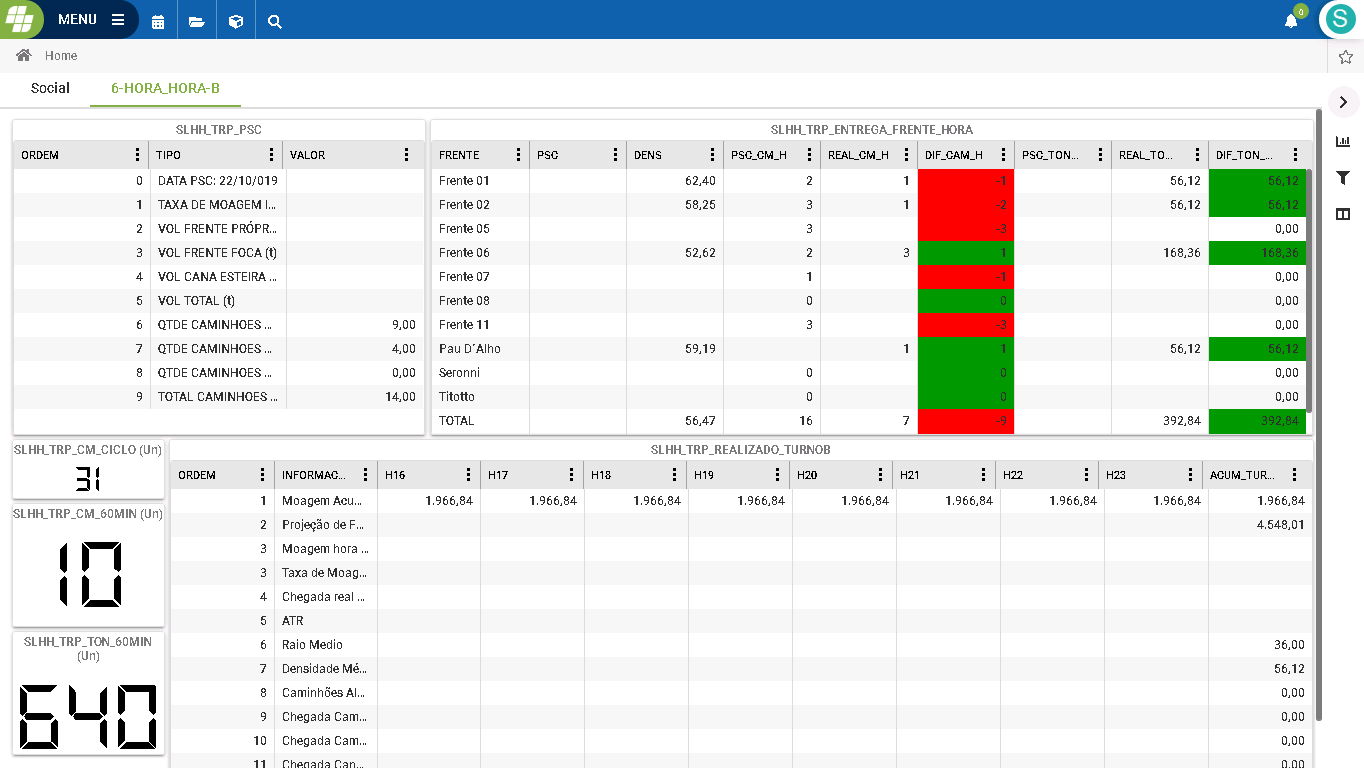 MENU
0
S
Home
Social 6-HORA_HORA-B
SLHH_TRP_PSC
ORDEM TIPO VALOR
0 DATA PSC: 22/10/019
1 TAXA DE MOAGEM I...
2 VOL FRENTE PRÓPR...
3 VOL FRENTE FOCA (t)
4 VOL CANA ESTEIRA ...
5 VOL TOTAL (t)
6 QTDE CAMINHOES ... 9,00
7 QTDE CAMINHOES ... 4,00
8 QTDE CAMINHOES ... 0,00
9 TOTAL CAMINHOES ... 14,00
SLHH_TRP_ENTREGA_FRENTE_HORA
FRENTE PSC DENS PSC_CM_H REAL_CM_H DIF_CAM_H PSC_TON... REAL_TO... DIF_TON_...
Frente 01 62,40 2 1 -1 56,12 56,12
Frente 02 58,25 3 1 -2 56,12 56,12
Frente 05 3 -3 0,00
Frente 06 52,62 2 3 1 168,36 168,36
Frente 07 1 -1 0,00
Frente 08 0 0 0,00
Frente 11 3 -3 0,00
Pau D´Alho 59,19 1 1 56,12 56,12
Seronni 0 0 0,00
Titotto 0 0 0,00
TOTAL 56,47 16 7 -9 392,84 392,84
SLHH_TRP_CM_CICLO (Un)
31
SLHH_TRP_CM_60MIN (Un)
10
SLHH_TRP_TON_60MIN
(Un)
640
SLHH_TRP_REALIZADO_TURNOB
ORDEM INFORMAC... H16 H17 H18 H19 H20 H21 H22 H23 ACUM_TUR...
1 Moagem Acu... 1.966,84 1.966,84 1.966,84 1.966,84 1.966,84 1.966,84 1.966,84 1.966,84 1.966,84
2 Projeção de F... 4.548,01
3 Moagem hora ...
3 Taxa de Moag...
4 Chegada real ...
5 ATR
6 Raio Medio 36,00
7 Densidade Mé... 56,12
8 Caminhões Al... 0,00
9 Chegada Cam... 0,00
10 Chegada Cam... 0,00
11 Chegada Can... 0,00